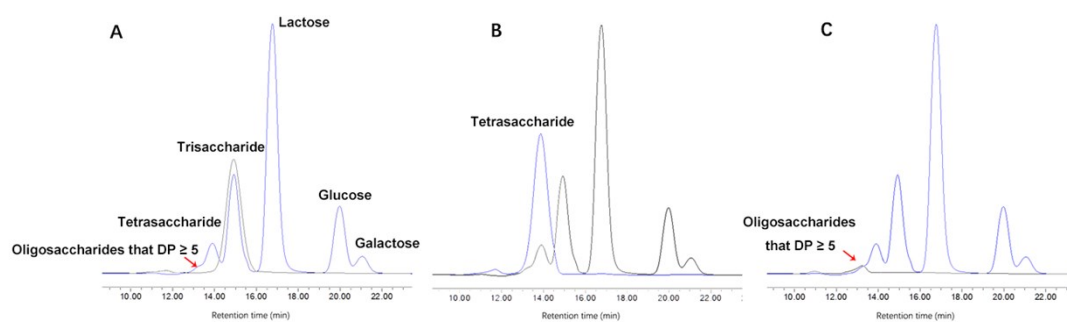 A
Lactose
Trisaccharide
Tetrasaccharide
Oligosaccharides that DP ≥ 5
Glucose
Galactose
10.00 12.00 14.00 16.00 18.00 20.00 22.00
Retention time (min)
B
Tetrasaccharide
10.00 12.00 14.00 16.00 18.00 20.00 22.00
Retention time (min)
C
Oligosaccharides
that DP ≥ 5
10.00 12.00 14.00 16.00 18.00 20.00 22.00
Retention time (min)